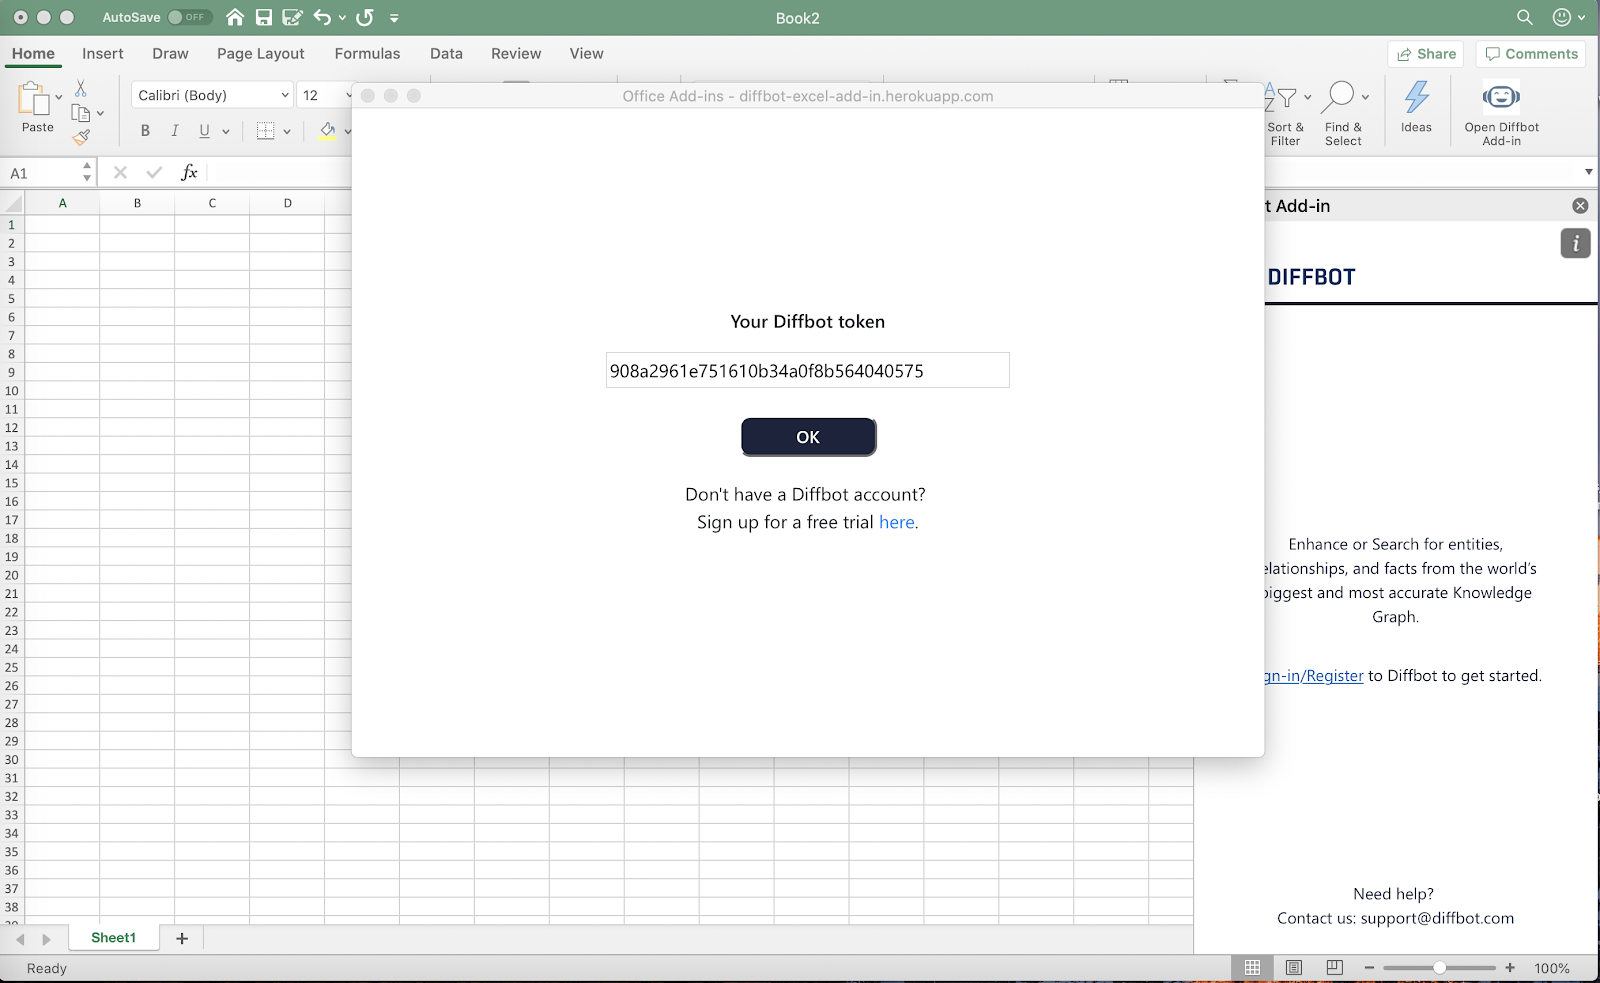 AutoSave OFF
Book2
Home Insert Draw Page Layout Formulas Data Review View
Share Comments
Paste
Calibri (Body) 12
B I U
Sort & Filter
Find & Select
Ideas
Open Diffbot Add-in
A1
fx
A B C D
1
2
3
4
5
6
7
8
9
10
11
12
13
14
15
16
17
18
19
20
21
22
23
24
25
26
27
28
29
30
31
32
33
34
35
36
37
38
Office Add-ins - diffbot-excel-add-in.herokuapp.com
Your Diffbot token
908a2961e751610b34a0f8b564040575
OK
Don't have a Diffbot account?
Sign up for a free trial here.
t Add-in
i
DIFFBOT
Enhance or Search for entities,
elationships, and facts from the world's
iggest and most accurate Knowledge
Graph.
gn-in/Register to Diffbot to get started.
Need help?
Contact us: support@diffbot.com
Sheet1 +
Ready
100%